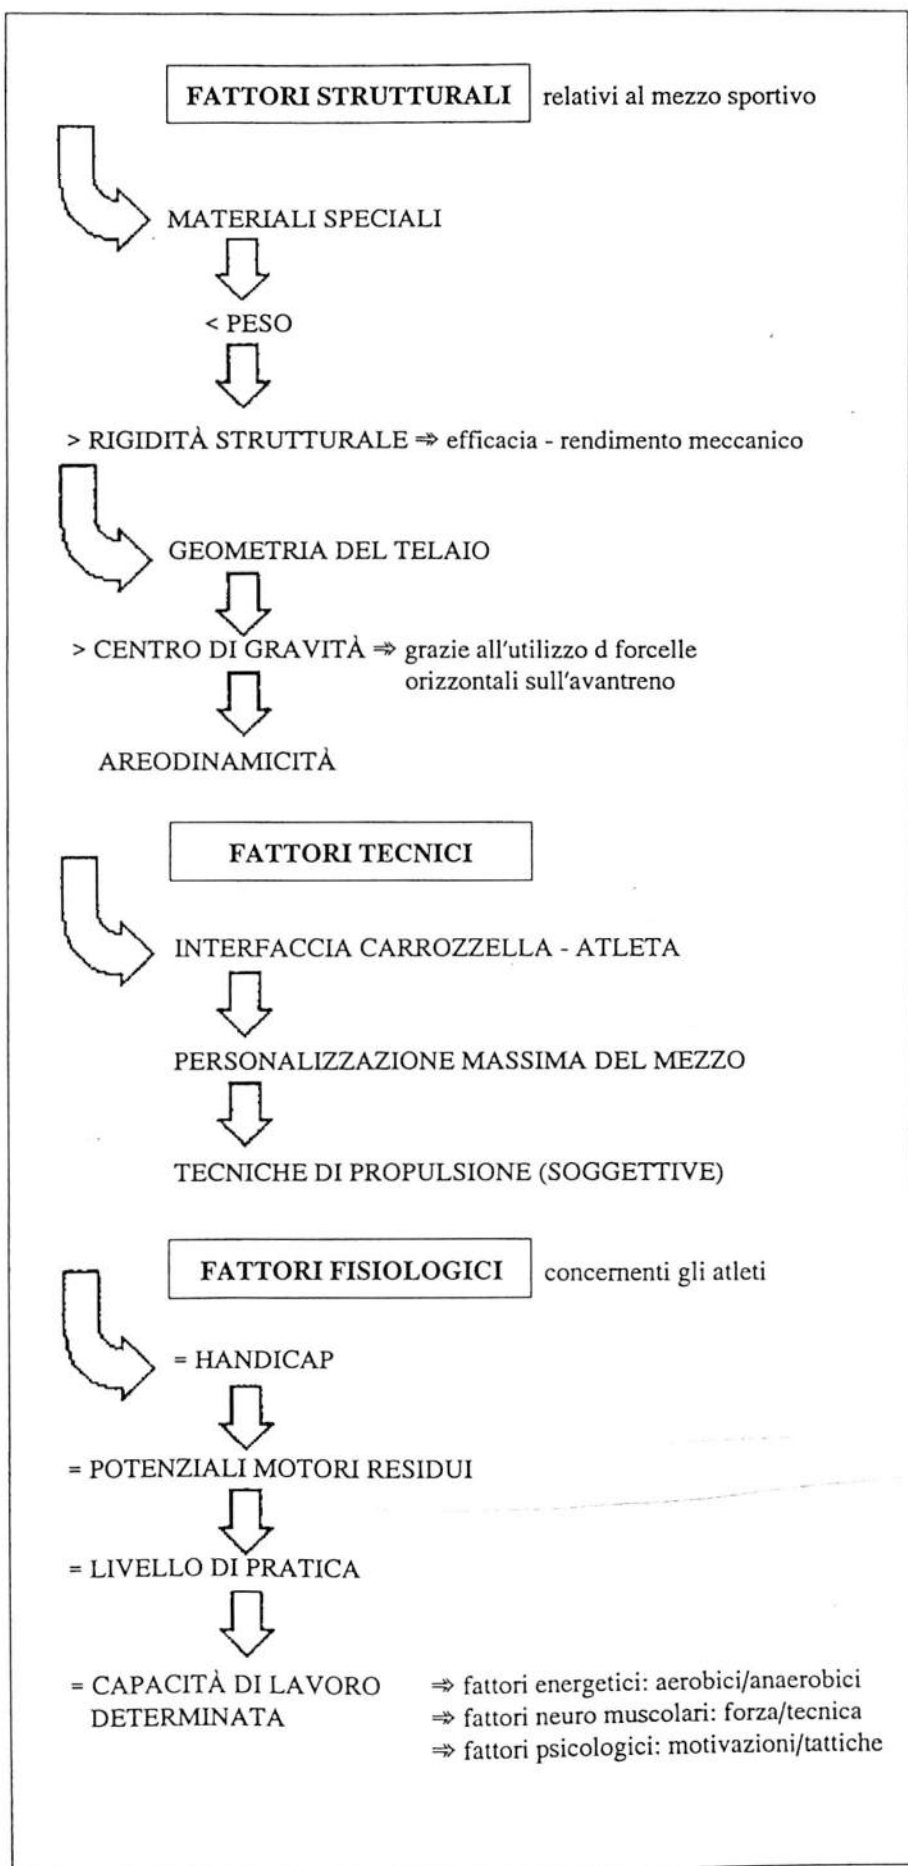 FATTORI STRUTTURALI relativi al mezzo sportivo
MATERIALI SPECIALI
< PESO
> RIGIDITÀ STRUTTURALE ⇒ efficacia - rendimento meccanico
GEOMETRIA DEL TELAIO
> CENTRO DI GRAVITÀ ⇒ grazie all'utilizzo d forcelle
orizzontali sull'avantreno
AREODINAMICITÀ
FATTORI TECNICI
INTERFACCIA CARROZZELLA - ATLETA
PERSONALIZZAZIONE MASSIMA DEL MEZZO
TECNICHE DI PROPULSIONE (SOGGETTIVE)
FATTORI FISIOLOGICI concernenti gli atleti
= HANDICAP
= POTENZIALI MOTORI RESIDUI
= LIVELLO DI PRATICA
= CAPACITÀ DI LAVORO ⇒ fattori energetici: aerobici/anaerobici
DETERMINATA ⇒ fattori neuro muscolari: forza/tecnica
⇒ fattori psicologici: motivazioni/tattiche